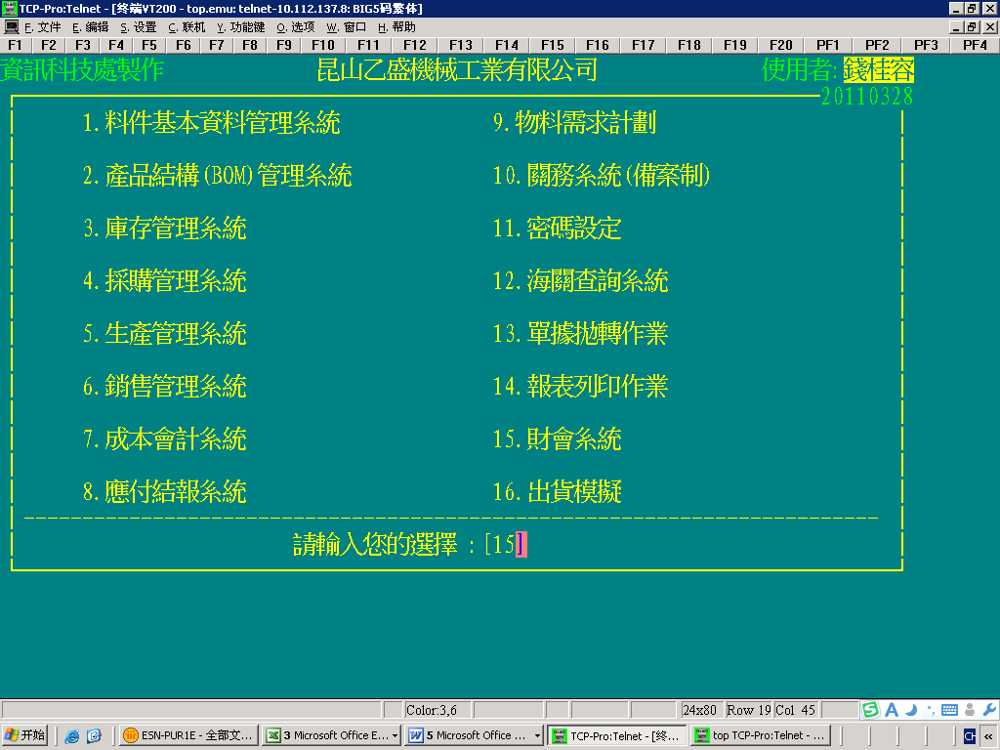 TCP-Pro:Telnet - [终端VT200 - top.emu: telnet-10.112.137.8: BIG5码繁体]
F. 文件 E. 编辑 S. 设置 C. 联机 Y. 功能键 O. 选项 W. 窗口 H. 帮助
F1 F2 F3 F4 F5 F6 F7 F8 F9 F10 F11 F12 F13 F14 F15 F16 F17 F18 F19 F20 PF1 PF2 PF3 PF4
資訊科技處製作 昆山乙盛機械工業有限公司 使用者: 錢桂容
20110328
1. 料件基本資料管理系統 9. 物料需求計劃
2. 產品結構(BOM)管理系統 10. 關務系統(備案制)
3. 庫存管理系統 11. 密碼設定
4. 採購管理系統 12. 海關查詢系統
5. 生產管理系統 13. 單據拋轉作業
6. 銷售管理系統 14. 報表列印作業
7. 成本會計系統 15. 財會系統
8. 應付結報系統 16. 出貨模擬
請輸入您的選擇 : [15]
Color:3,6 24x80 Row 19 Col 45
开始 ESN-PUR1E - 全部文... 3 Microsoft Office E... 5 Microsoft Office ... TCP-Pro:Telnet - [终... top TCP-Pro:Telnet - ... CH «